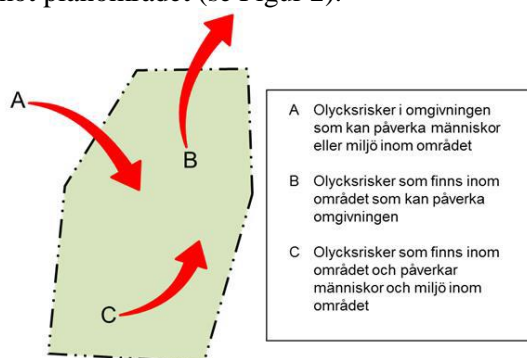 mot planområdet (se Figur 2).
A
B
C
A Olycksrisker i omgivningen
som kan påverka människor
eller miljö inom området
B Olycksrisker som finns inom
området som kan påverka
omgivningen
C Olycksrisker som finns inom
området och påverkar
människor och miljö inom
området